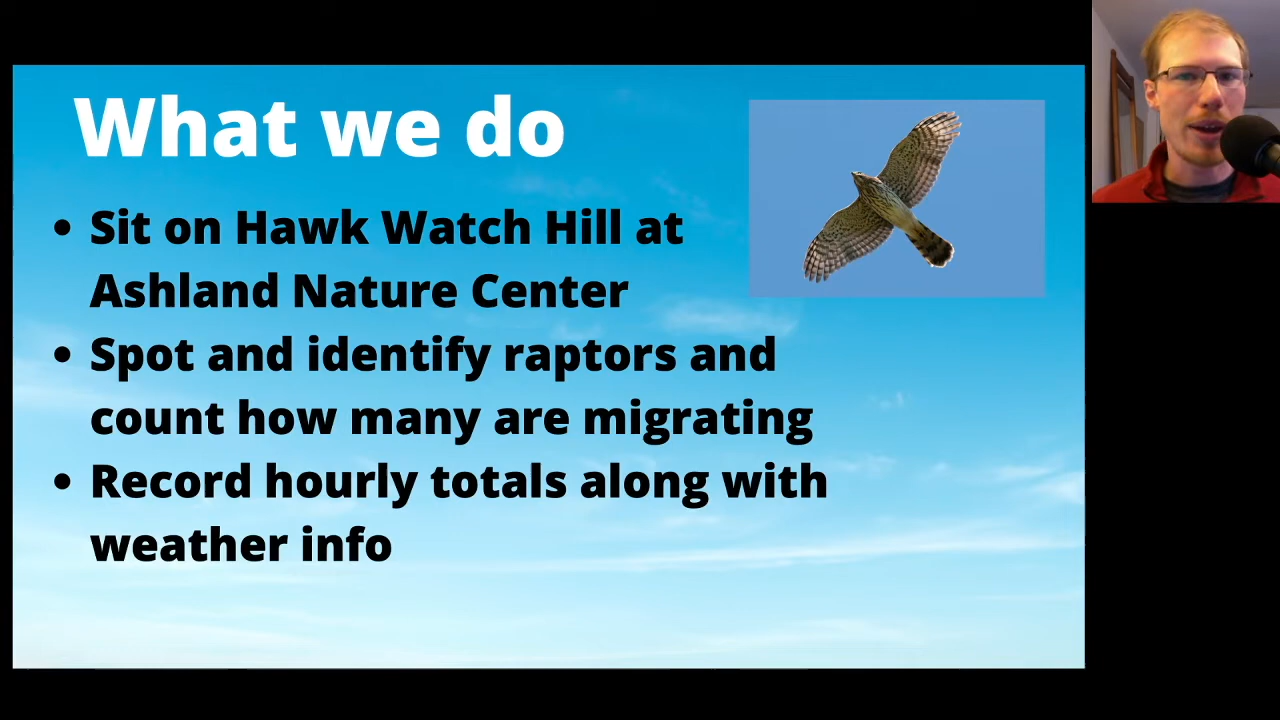 What we do
• Sit on Hawk Watch Hill at
Ashland Nature Center
• Spot and identify raptors and
count how many are migrating
• Record hourly totals along with
weather info